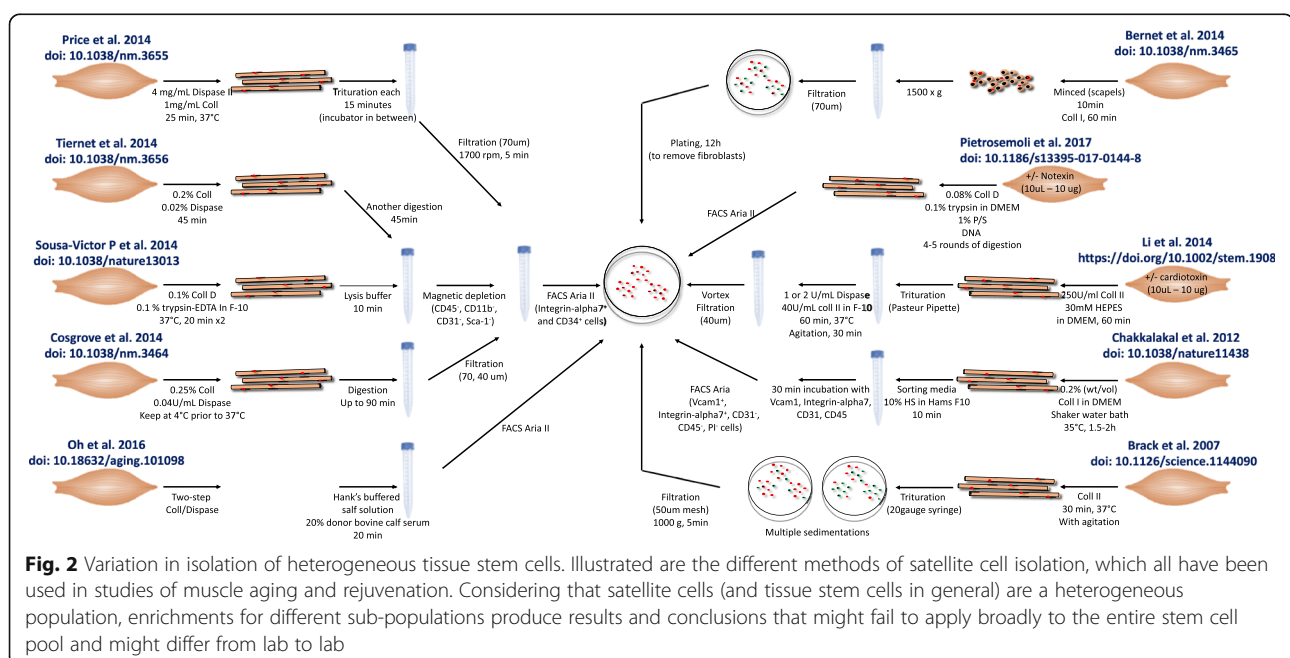 Price et al. 2014
doi: 10.1038/nm.3655
4 mg/mL Dispase II
1mg/mL Coll
25 min, 37°C
Trituration each
15 minutes
(incubator in between)
Filtration (70um)
1700 rpm, 5 min
Tiernet et al. 2014
doi: 10.1038/nm.3656
0.2% Coll
0.02% Dispase
45 min
Another digestion
45min
Sousa-Victor P et al. 2014
doi: 10.1038/nature13013
0.1% Coll D
0.1 % trypsin-EDTA In F-10
37°C, 20 min x2
Lysis buffer
10 min
Magnetic depletion
(CD45⁻, CD11b⁻,
CD31⁻, Sca-1⁻)
FACS Aria II
(Integrin-alpha7⁺
and CD34⁺ cells)
Cosgrove et al. 2014
doi: 10.1038/nm.3464
0.25% Coll
0.04U/mL Dispase
Keep at 4°C prior to 37°C
Digestion
Up to 90 min
Filtration
(70, 40 um)
Oh et al. 2016
doi: 10.18632/aging.101098
Two-step
Coll/Dispase
Hank's buffered
salf solution
20% donor bovine calf serum
20 min
FACS Aria II
Bernet et al. 2014
doi: 10.1038/nm.3465
Minced (scapels)
10min
Coll I, 60 min
1500 x g
Filtration
(70um)
Plating, 12h
(to remove fibroblasts)
Pietrosemoli et al. 2017
doi: 10.1186/s13395-017-0144-8
+/- Notexin
(10uL – 10 ug)
0.08% Coll D
0.1% trypsin in DMEM
1% P/S
DNA
4-5 rounds of digestion
FACS Aria II
Li et al. 2014
https://doi.org/10.1002/stem.1908
+/- cardiotoxin
(10uL – 10 ug)
250U/ml Coll II
30mM HEPES
in DMEM, 60 min
Trituration
(Pasteur Pipette)
1 or 2 U/mL Dispase
40U/mL coll II in F-10
60 min, 37°C
Agitation, 30 min
Vortex
Filtration
(40um)
Chakkalakal et al. 2012
doi: 10.1038/nature11438
0.2% (wt/vol)
Coll I in DMEM
Shaker water bath
35°C, 1.5-2h
Sorting media
10% HS in Hams F10
10 min
30 min incubation with
Vcam1, Integrin-alpha7,
CD31, CD45
FACS Aria
(Vcam1⁺,
Integrin-alpha7⁺, CD31⁻,
CD45⁻, PI⁻ cells)
Brack et al. 2007
doi: 10.1126/science.1144090
Coll II
30 min, 37°C
With agitation
Trituration
(20gauge syringe)
Multiple sedimentations
Filtration
(50um mesh)
1000 g, 5min
Fig. 2 Variation in isolation of heterogeneous tissue stem cells. Illustrated are the different methods of satellite cell isolation, which all have been
used in studies of muscle aging and rejuvenation. Considering that satellite cells (and tissue stem cells in general) are a heterogeneous
population, enrichments for different sub-populations produce results and conclusions that might fail to apply broadly to the entire stem cell
pool and might differ from lab to lab